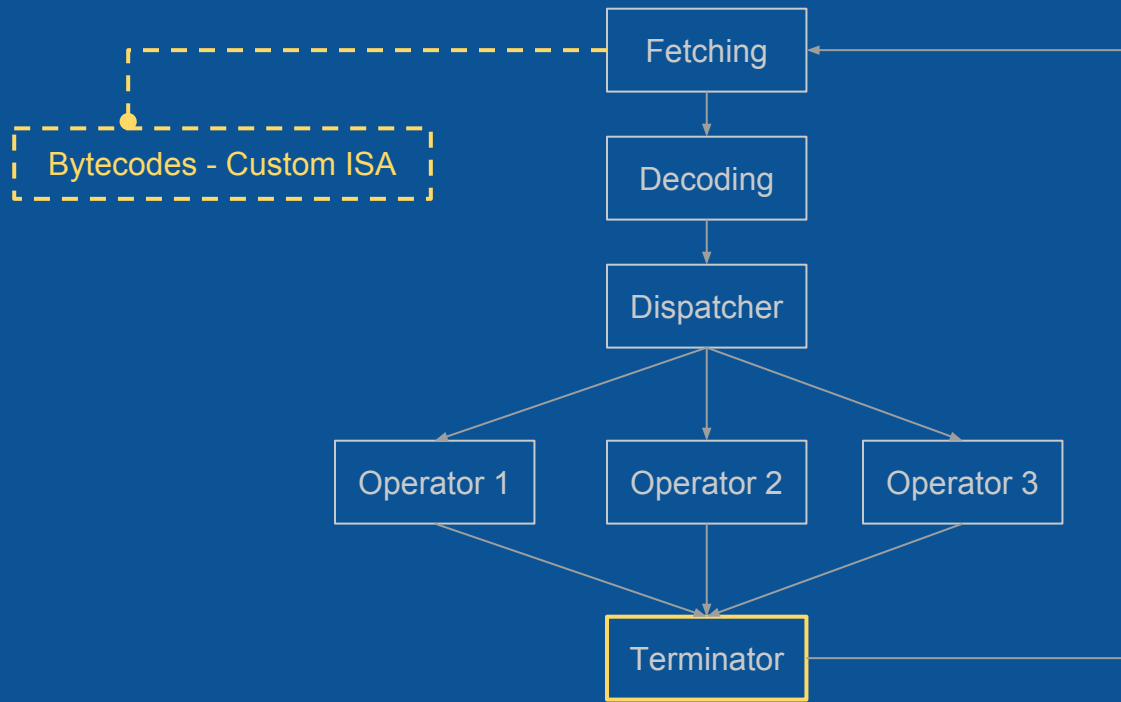 Fetching
Bytecodes - Custom ISA
Decoding
Dispatcher
Operator 1
Operator 2
Operator 3
Terminator